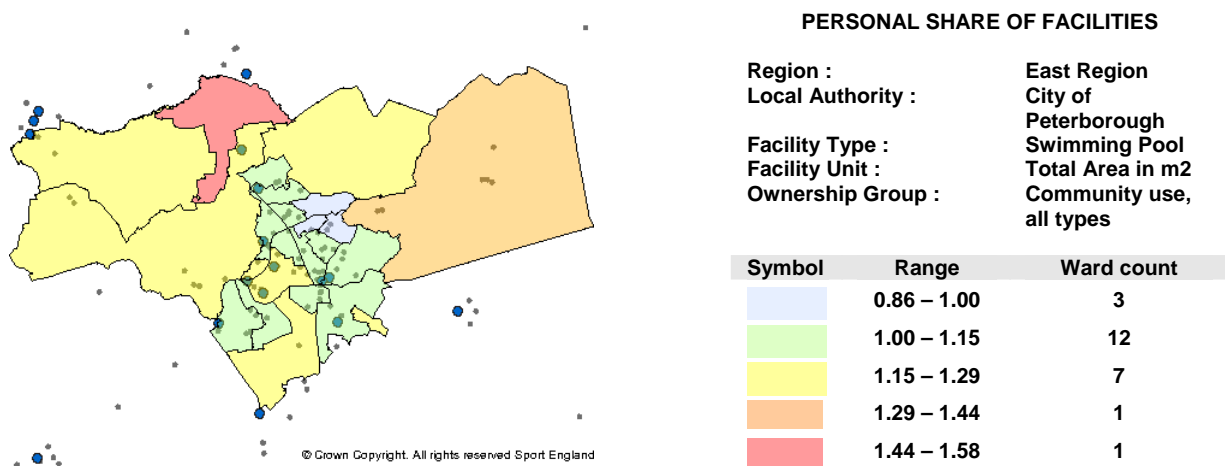 PERSONAL SHARE OF FACILITIES
Region : East Region
Local Authority : City of
Peterborough
Facility Type : Swimming Pool
Facility Unit : Total Area in m2
Ownership Group : Community use,
all types
Symbol Range Ward count
0.86 – 1.00 3
1.00 – 1.15 12
1.15 – 1.29 7
1.29 – 1.44 1
1.44 – 1.58 1
© Crown Copyright. All rights reserved Sport England